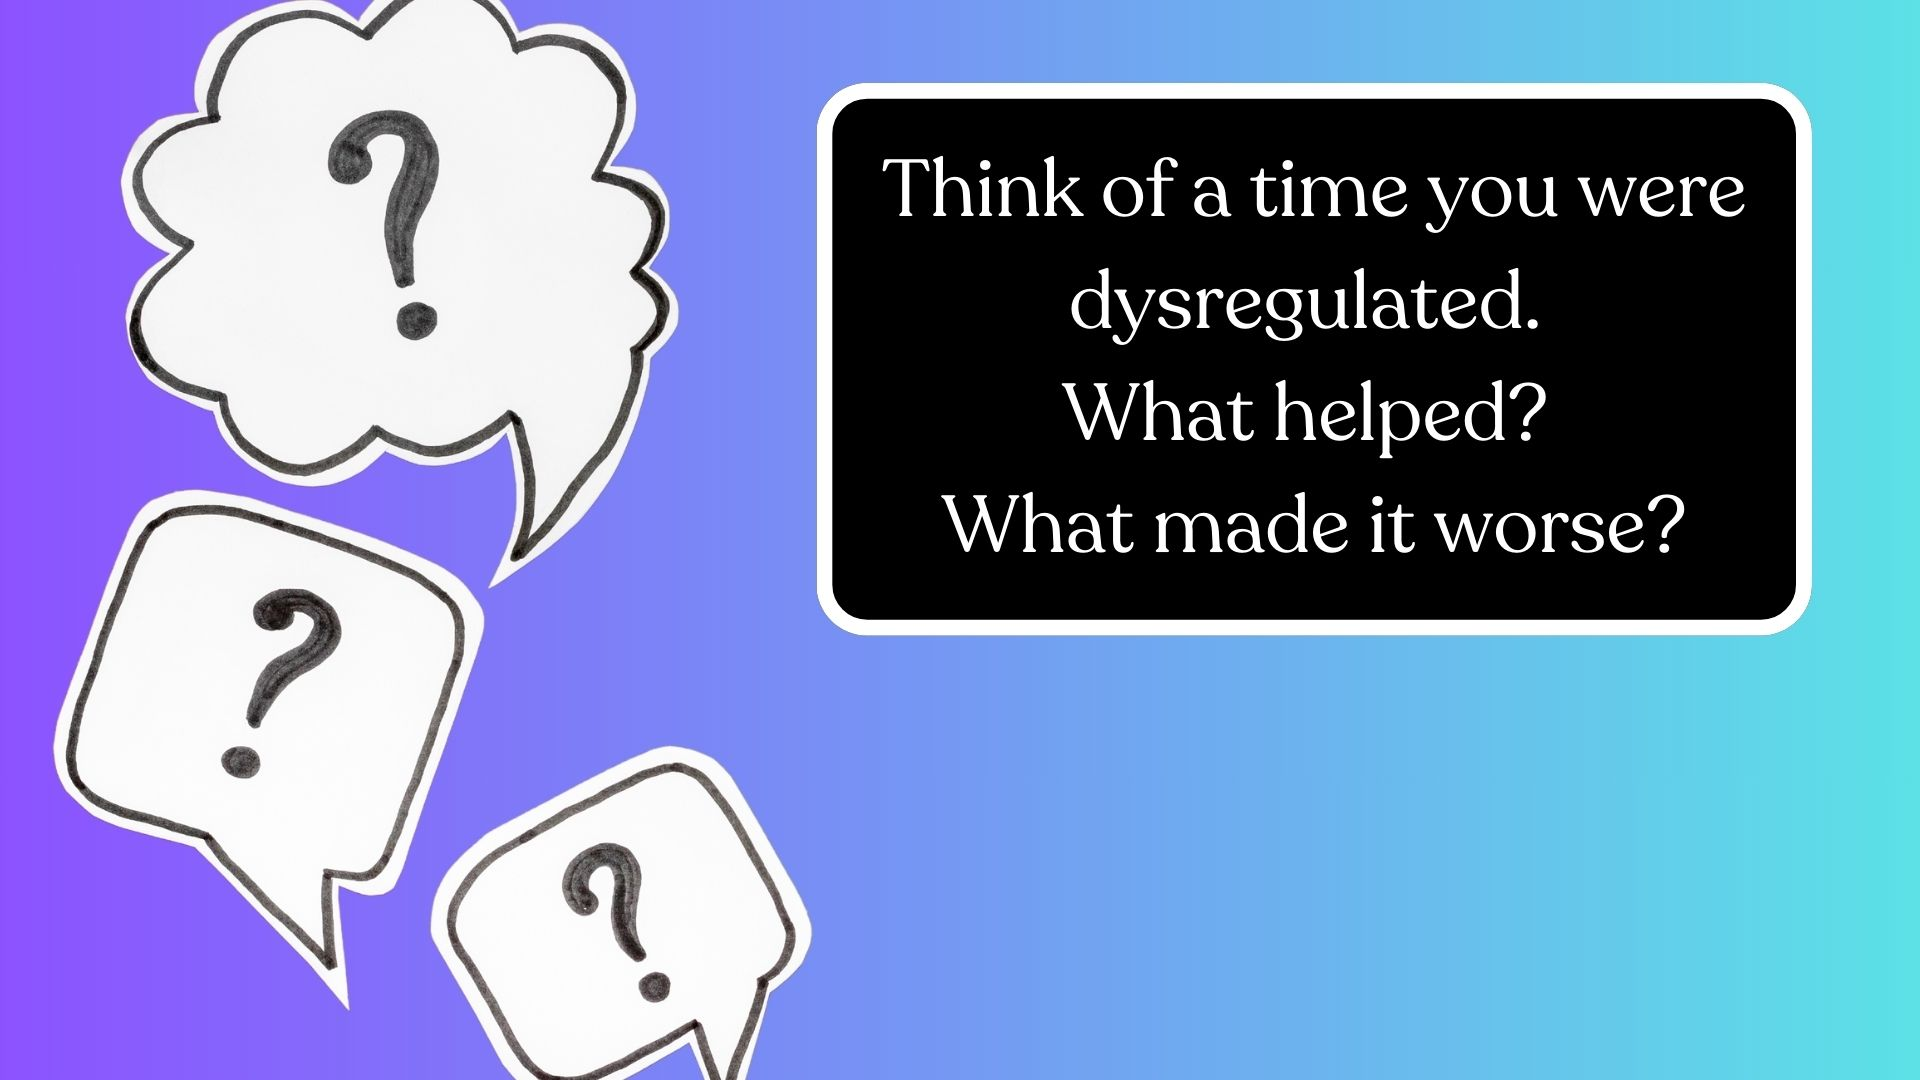 ?
?
?
Think of a time you were
dysregulated.
What helped?
What made it worse?